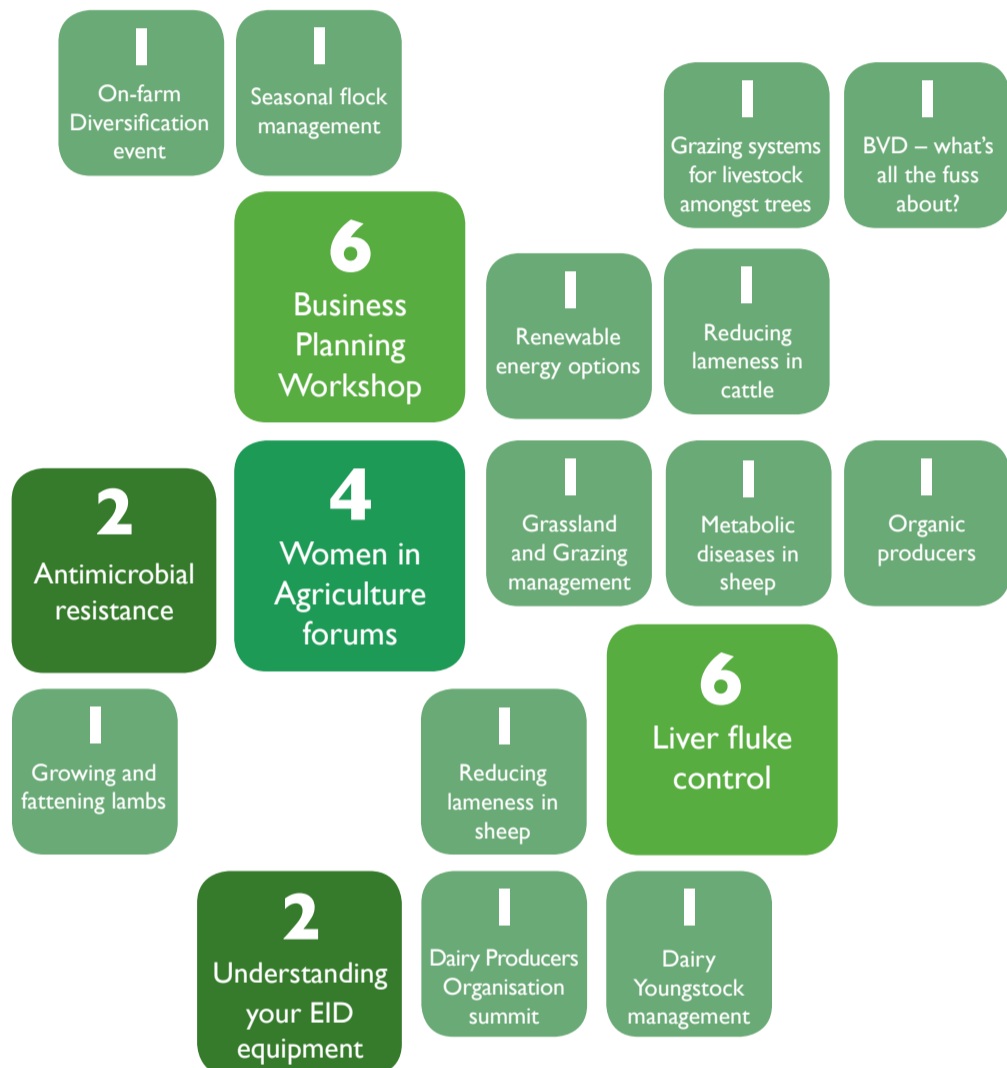 1
On-farm
Diversification
event
1
Seasonal flock
management
1
Grazing systems
for livestock
amongst trees
1
BVD – what's
all the fuss
about?
6
Business
Planning
Workshop
1
Renewable
energy options
1
Reducing
lameness in
cattle
2
Antimicrobial
resistance
4
Women in
Agriculture
forums
1
Grassland
and Grazing
management
1
Metabolic
diseases in
sheep
1
Organic
producers
1
Growing and
fattening lambs
1
Reducing
lameness in
sheep
6
Liver fluke
control
2
Understanding
your EID
equipment
1
Dairy Producers
Organisation
summit
1
Dairy
Youngstock
management